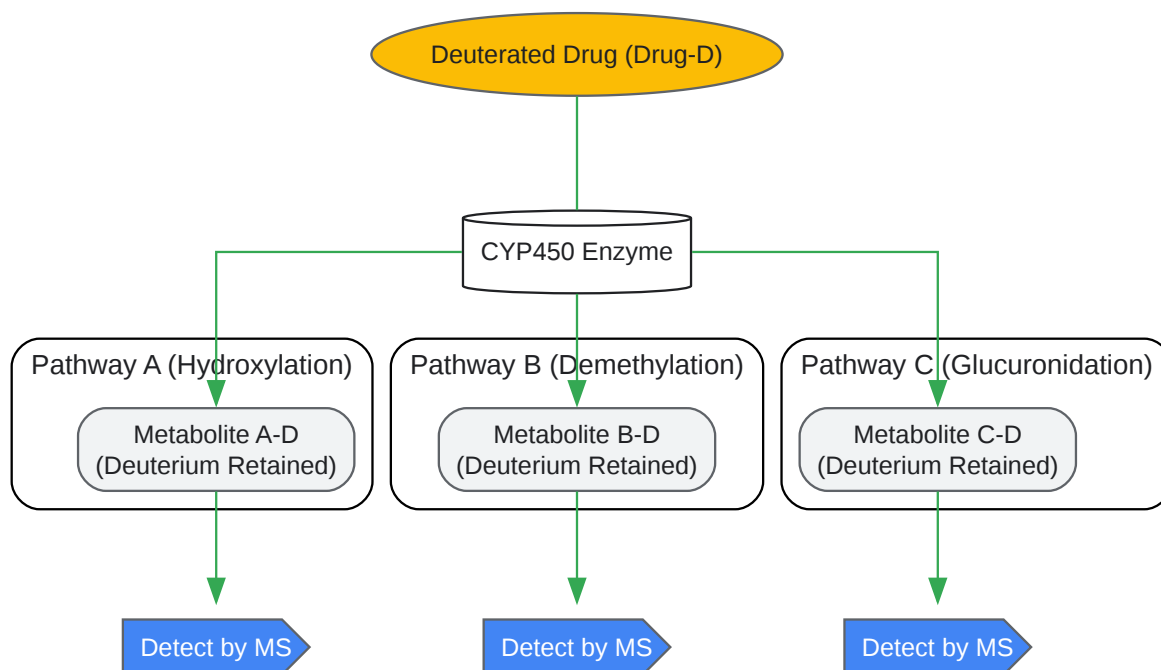 Deuterated Drug (Drug-D)
CYP450 Enzyme
Pathway A (Hydroxylation)
Metabolite A-D
(Deuterium Retained)
Detect by MS
Pathway B (Demethylation)
Metabolite B-D
(Deuterium Retained)
Detect by MS
Pathway C (Glucuronidation)
Metabolite C-D
(Deuterium Retained)
Detect by MS